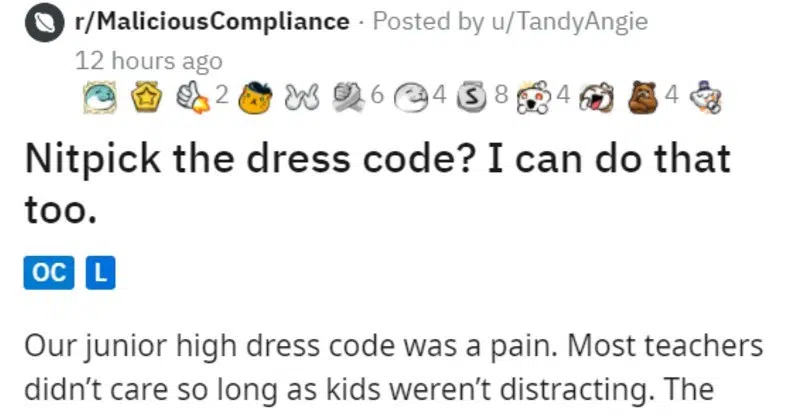 r/MaliciousCompliance · Posted by u/TandyAngie
12 hours ago
2 6 4 S 8 4 4
Nitpick the dress code? I can do that
too.
OC L
Our junior high dress code was a pain. Most teachers
didn't care so long as kids weren't distracting. The